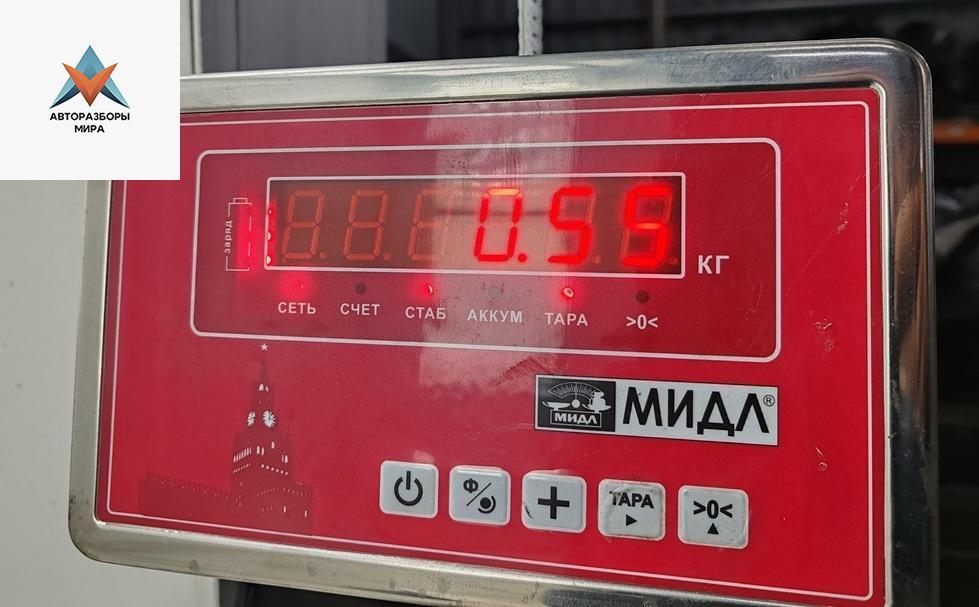 АВТОРАЗБОРЫ
МИРА
заряд
0.55
КГ
СЕТЬ СЧЕТ СТАБ АККУМ ТАРА >0<
МИДЛ МИДЛ®
Ф/ + ТАРА >0<